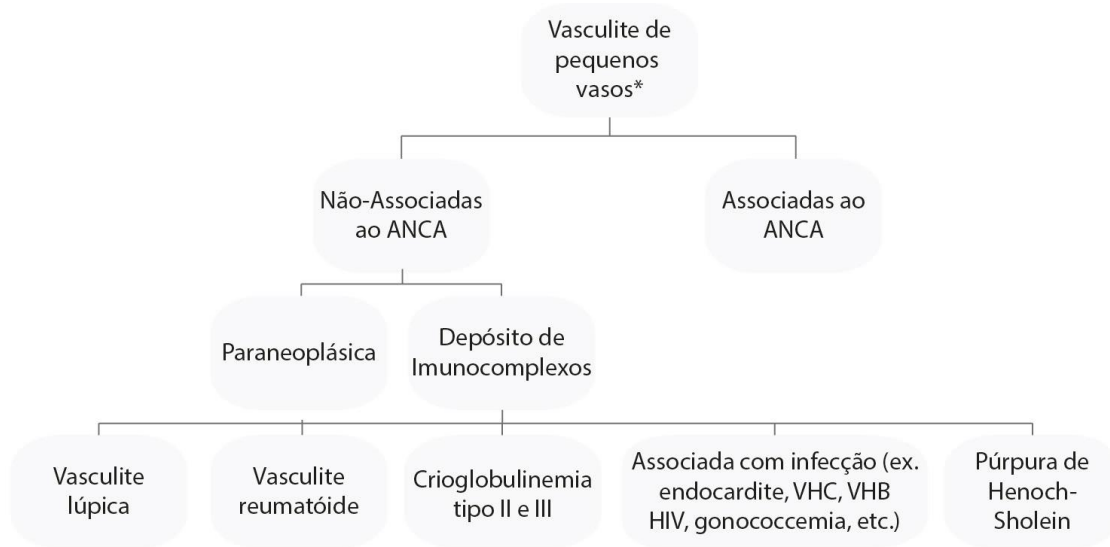 Vasculite de
pequenos
vasos*
Não-Associadas
ao ANCA
Associadas ao
ANCA
Paraneoplásica
Depósito de
Imunocomplexos
Vasculite
lúpica
Vasculite
reumatóide
Crioglobulinemia
tipo II e III
Associada com infecção (ex.
endocardite, VHC, VHB
HIV, gonococcemia, etc.)
Púrpura de
Henoch-
Sholein